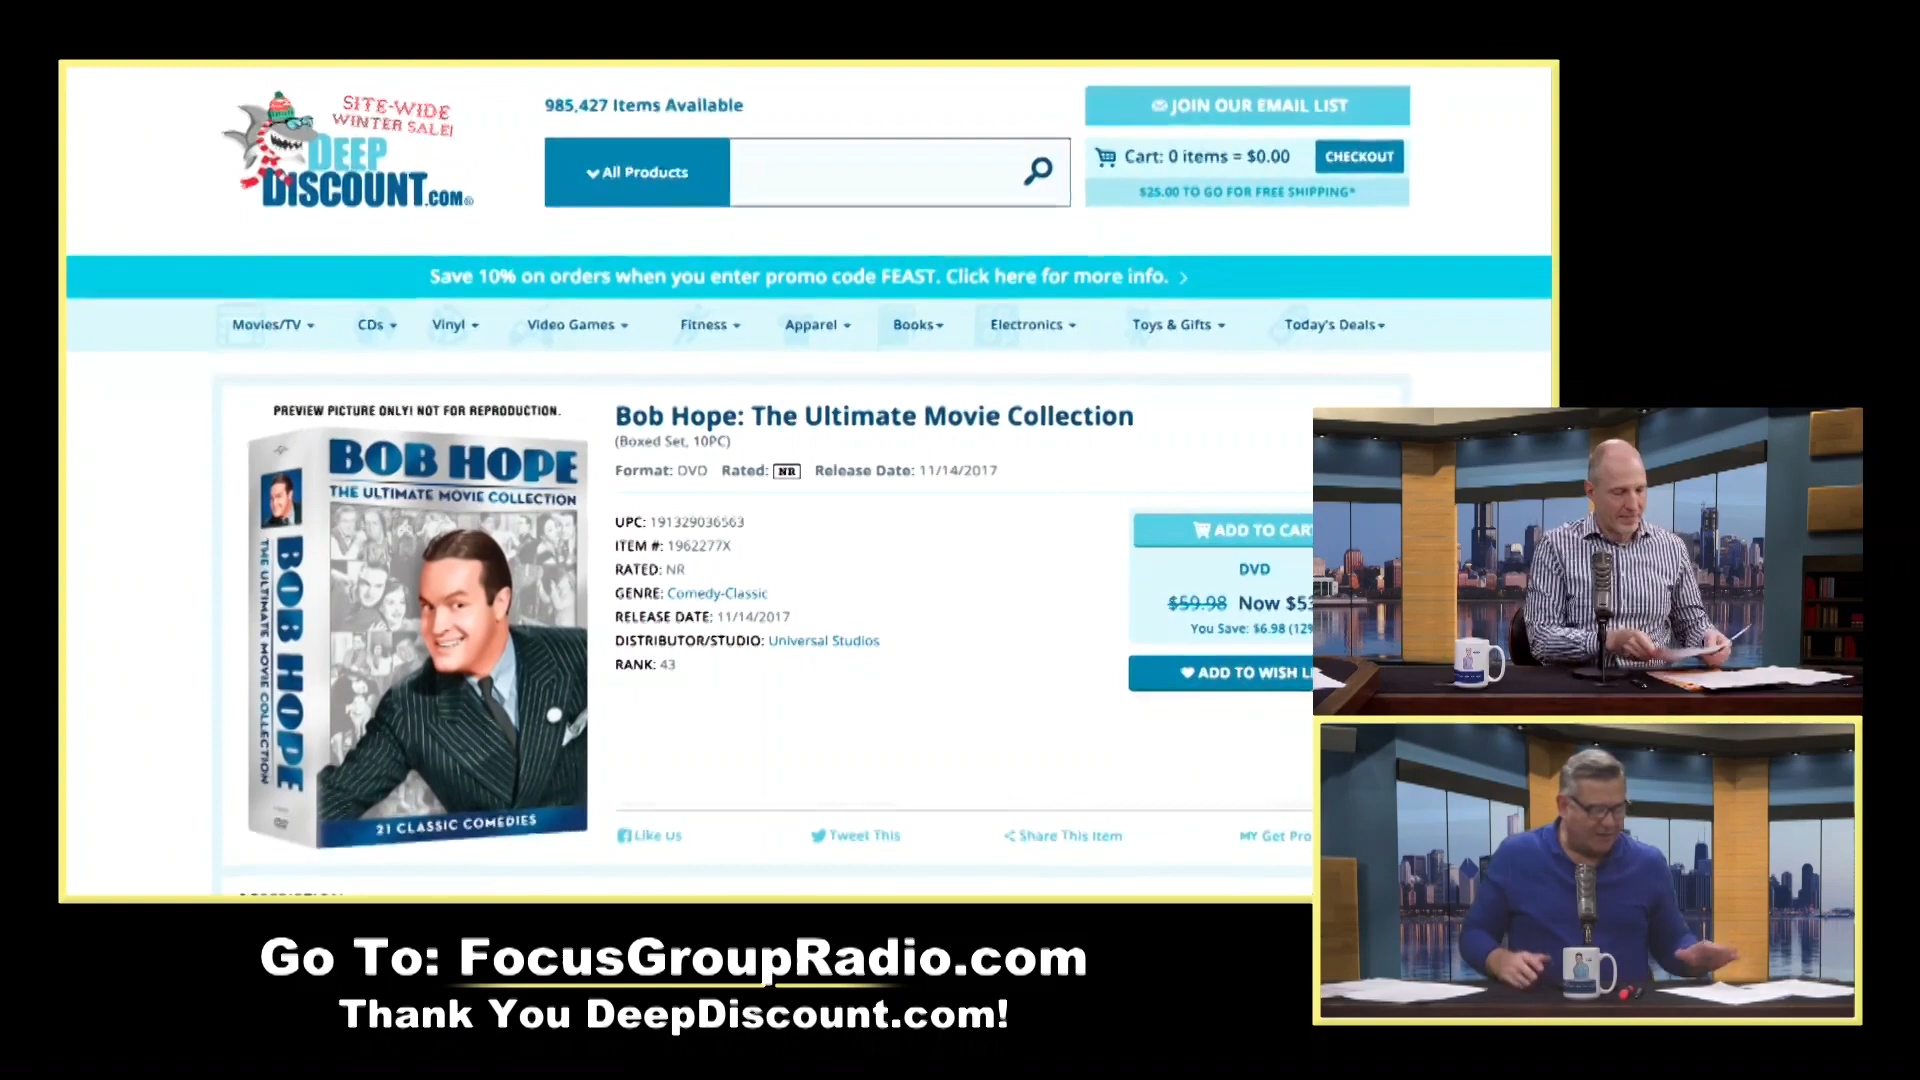 SITE-WIDE
WINTER SALE!
DEEP
DISCOUNT.COM®
985,427 Items Available
All Products
JOIN OUR EMAIL LIST
Cart: 0 items = $0.00
CHECKOUT
$25.00 TO GO FOR FREE SHIPPING*
Save 10% on orders when you enter promo code FEAST. Click here for more info.
Movies/TV CDs Vinyl Video Games Fitness Apparel Books Electronics Toys & Gifts Today's Deals
PREVIEW PICTURE ONLY! NOT FOR REPRODUCTION.
BOB HOPE
THE ULTIMATE MOVIE COLLECTION
BOB HOPE
THE ULTIMATE MOVIE COLLECTION
21 CLASSIC COMEDIES
Bob Hope: The Ultimate Movie Collection
(Boxed Set, 10PC)
Format: DVD Rated: NR Release Date: 11/14/2017
UPC: 191329036563
ITEM #: 1962277X
RATED: NR
GENRE: Comedy-Classic
RELEASE DATE: 11/14/2017
DISTRIBUTOR/STUDIO: Universal Studios
RANK: 43
ADD TO CAR
DVD
$59.98 Now $53
You Save: $6.98 (12%
ADD TO WISH LI
Like Us
Tweet This
Share This Item
MY Get Pro
Go To: FocusGroupRadio.com
Thank You DeepDiscount.com!